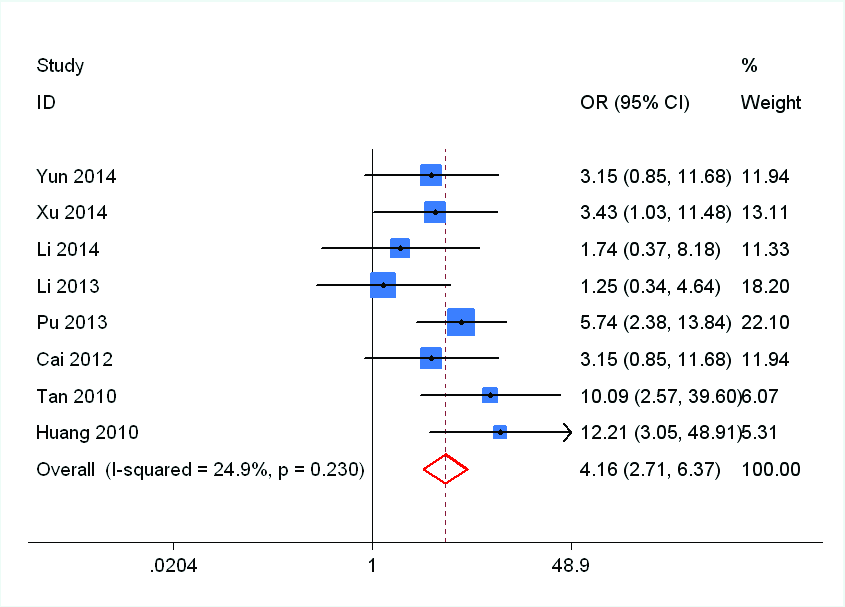 Study %
ID OR (95% CI) Weight
Yun 2014 3.15 (0.85, 11.68) 11.94
Xu 2014 3.43 (1.03, 11.48) 13.11
Li 2014 1.74 (0.37, 8.18) 11.33
Li 2013 1.25 (0.34, 4.64) 18.20
Pu 2013 5.74 (2.38, 13.84) 22.10
Cai 2012 3.15 (0.85, 11.68) 11.94
Tan 2010 10.09 (2.57, 39.60) 6.07
Huang 2010 12.21 (3.05, 48.91) 5.31
Overall (I-squared = 24.9%, p = 0.230) 4.16 (2.71, 6.37) 100.00
.0204 1 48.9